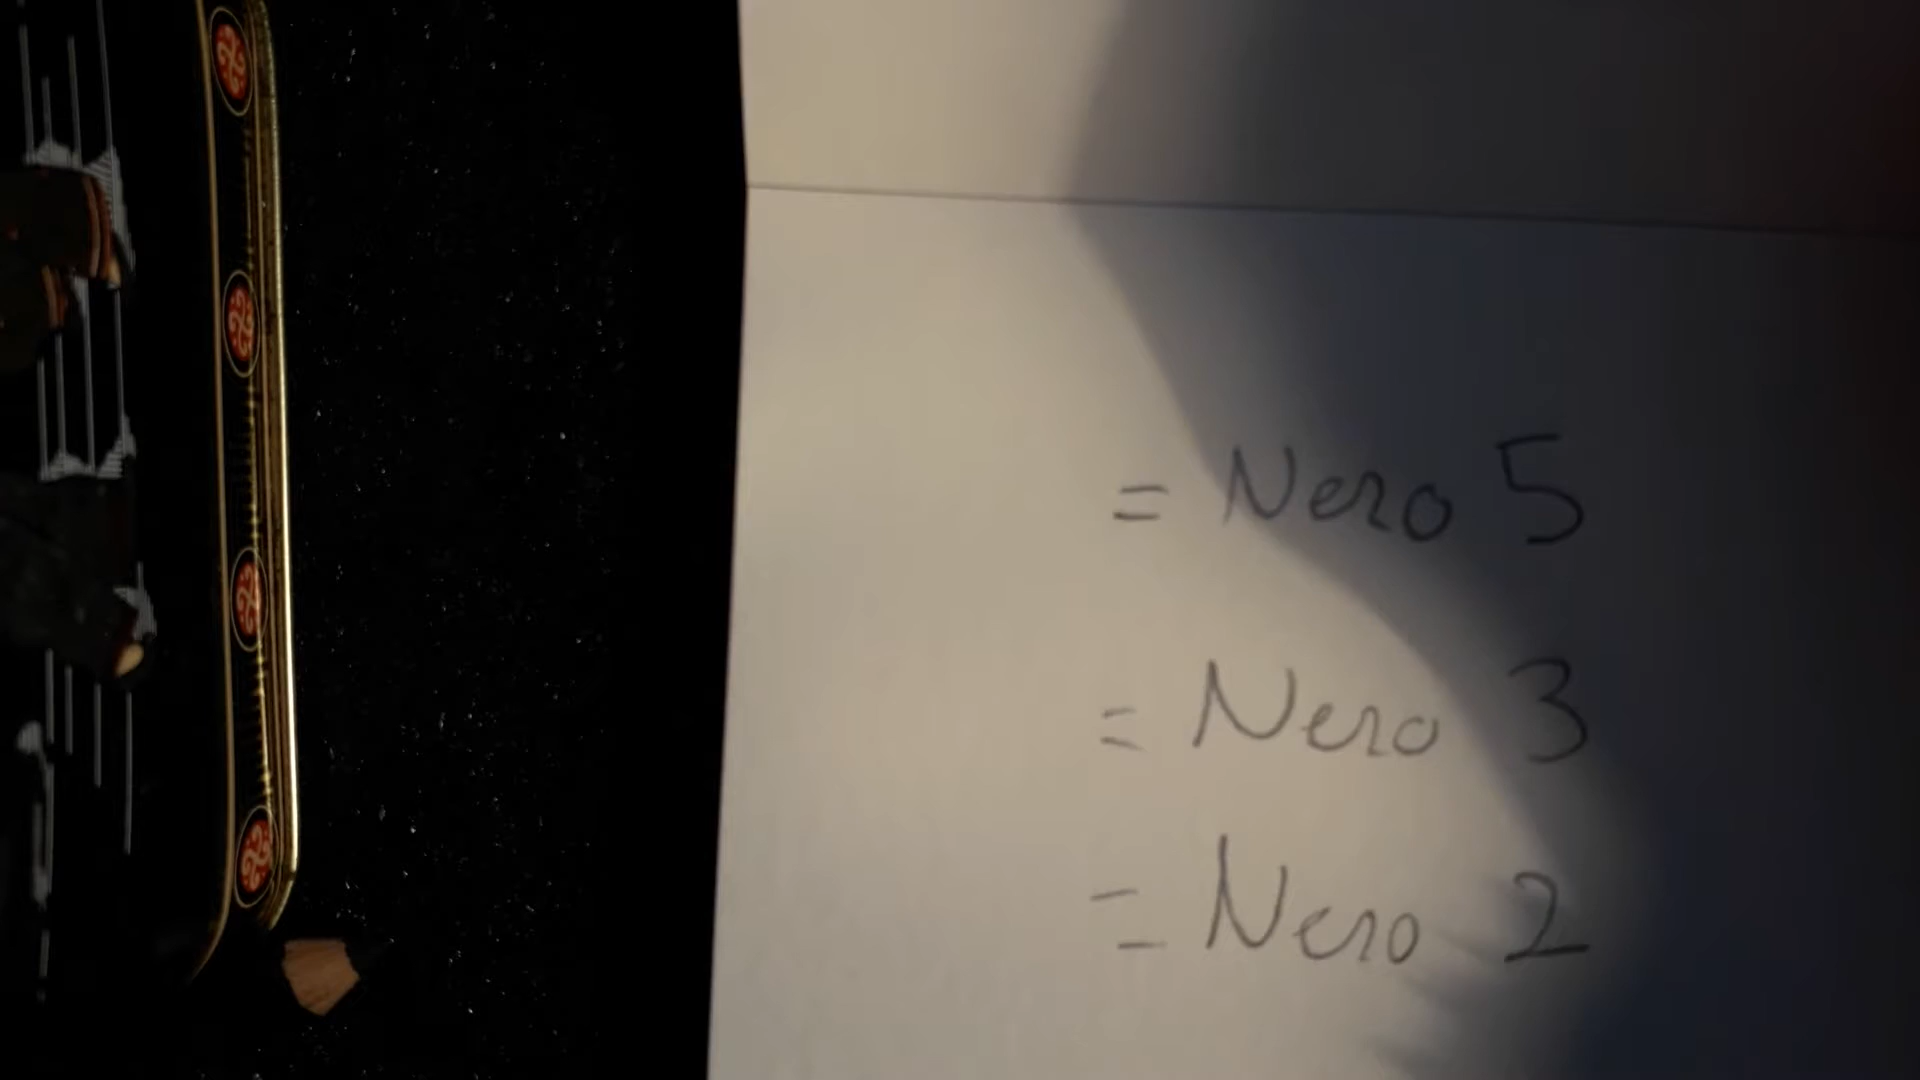 = Nero 5
= Nero 3
= Nero 2